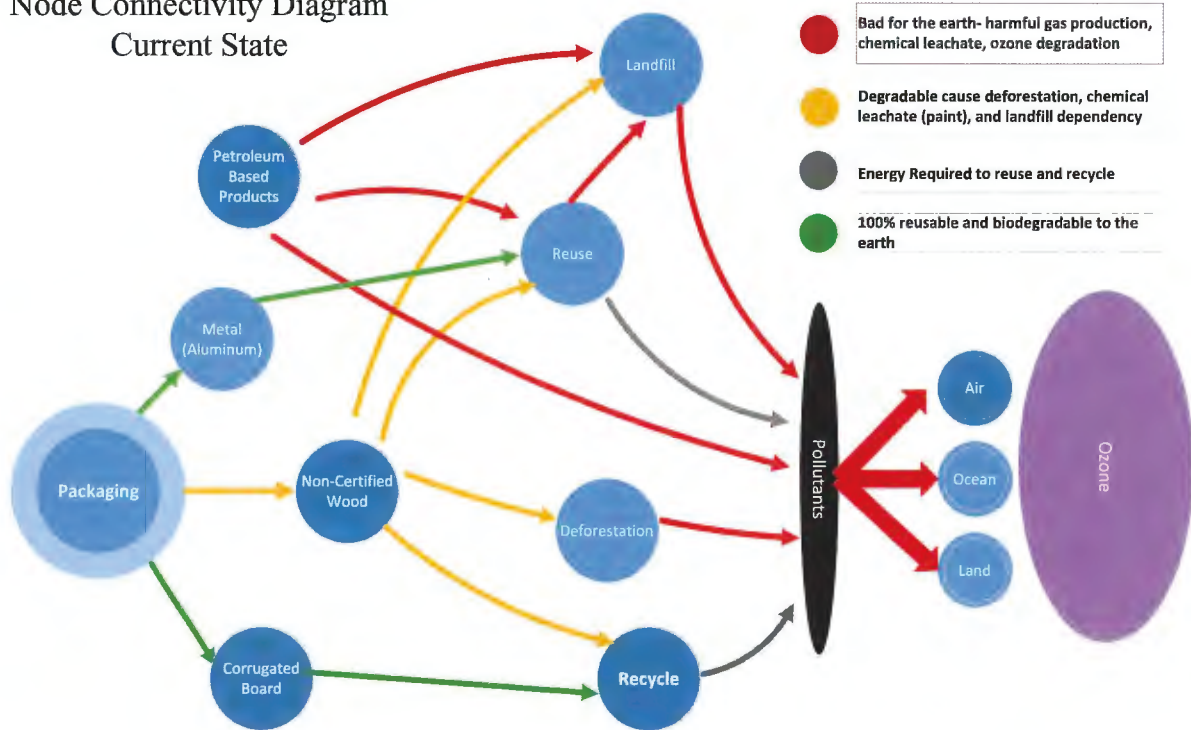 Node Connectivity Diagram
Current State
Landfill
Bad for the earth- harmful gas production,
chemical leachate, ozone degradation
Degradable cause deforestation, chemical
leachate (paint), and landfill dependency
Energy Required to reuse and recycle
100% reusable and biodegradable to the
earth
Petroleum
Based
Products
Reuse
Metal
(Aluminum)
Packaging
Non-Certified
Wood
Deforestation
Corrugated
Board
Recycle
Pollutants
Air
Ocean
Land
Ozone